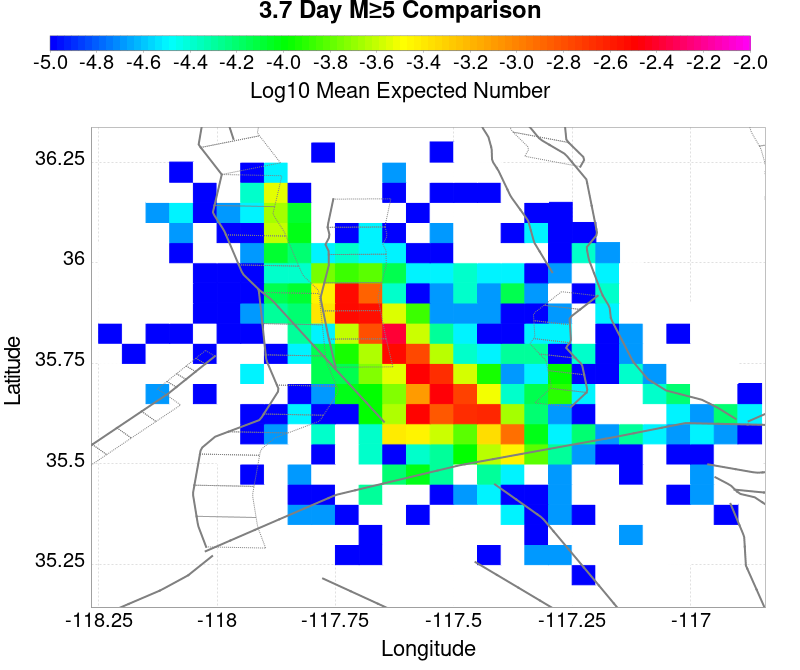 3.7 Day M≥5 Comparison
-5.0 -4.8 -4.6 -4.4 -4.2 -4.0 -3.8 -3.6 -3.4 -3.2 -3.0 -2.8 -2.6 -2.4 -2.2 -2.0
Log10 Mean Expected Number
36.25
36
35.75
35.5
35.25
Latitude
-118.25 -118 -117.75 -117.5 -117.25 -117
Longitude